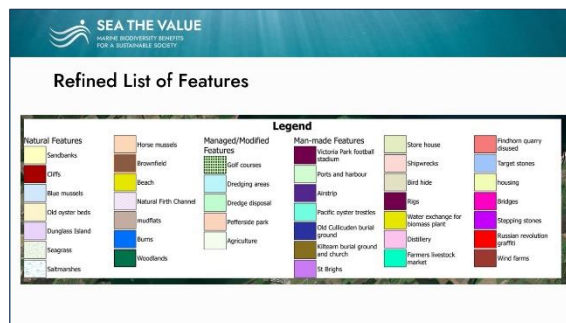 SEA THE VALUE
MARINE BIODIVERSITY BENEFITS
FOR A SUSTAINABLE SOCIETY
Refined List of Features
Legend
Natural Features
Sandbanks
Cliffs
Blue mussels
Old oyster beds
Dunglass Island
Seagrass
Saltmarshes
Horse mussels
Brownfield
Beach
Natural Firth Channel
mudflats
Burns
Woodlands
Managed/Modified
Features
Golf courses
Dredging areas
Dredge disposal
Pefferside park
Agriculture
Man-made Features
Victoria Park football
stadium
Ports and harbour
Airstrip
Pacific oyster trestles
Old Cullicuden burial
ground
Kiltearn burial ground
and church
St Brighs
Store house
Shipwrecks
Bird hide
Rigs
Water exchange for
biomass plant
Distillery
Farmers livestock
market
Findhorn quarry
disused
Target stones
housing
Bridges
Stepping stones
Russian revolution
graffiti
Wind farms